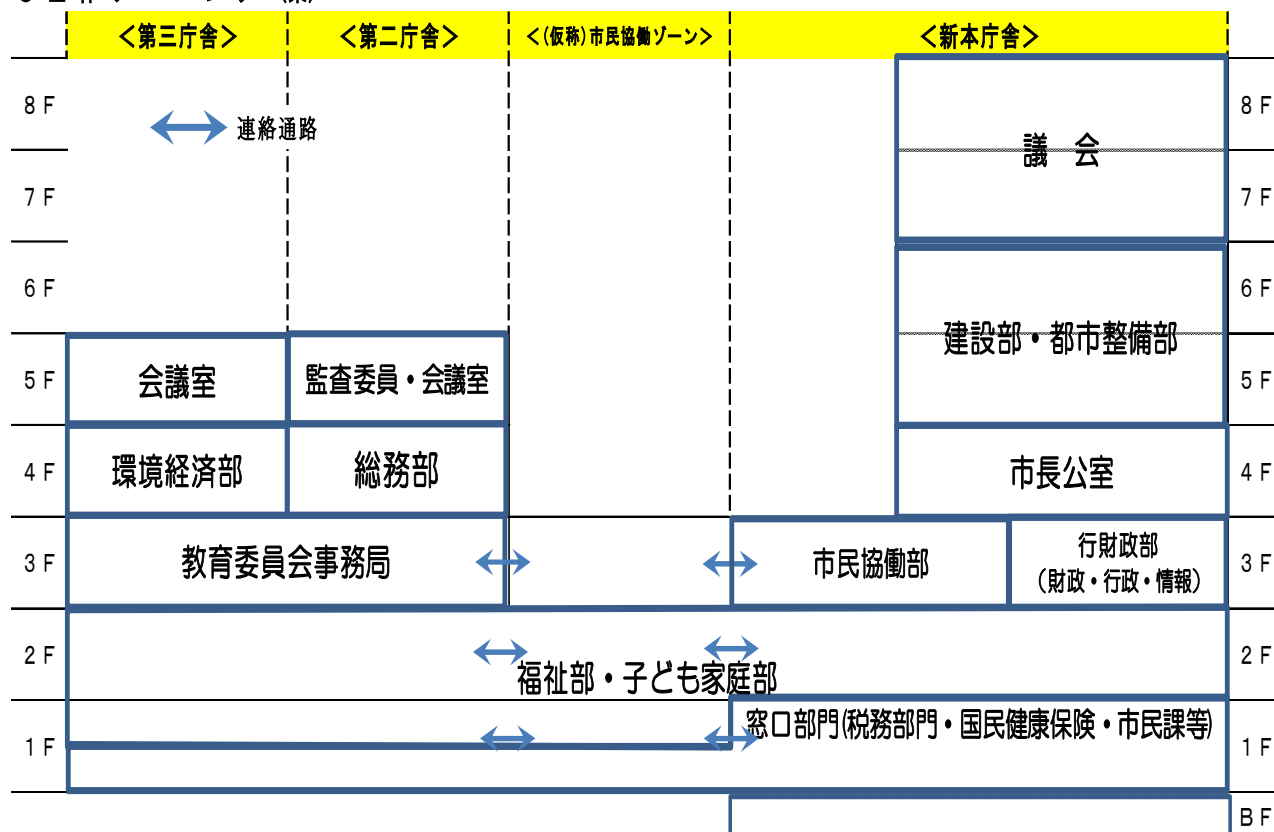 ＜第三庁舎＞ ＜第二庁舎＞ ＜(仮称)市民協働ゾーン＞ ＜新本庁舎＞
８Ｆ 連絡通路 議 会 ８Ｆ
７Ｆ ７Ｆ
６Ｆ 建設部・都市整備部 ６Ｆ
５Ｆ 会議室 監査委員・会議室 ５Ｆ
４Ｆ 環境経済部 総務部 市長公室 ４Ｆ
３Ｆ 教育委員会事務局 市民協働部 行財政部 ３Ｆ
（財政・行政・情報）
２Ｆ 福祉部・子ども家庭部 ２Ｆ
１Ｆ 窓口部門(税務部門・国民健康保険・市民課等) １Ｆ
ＢＦ